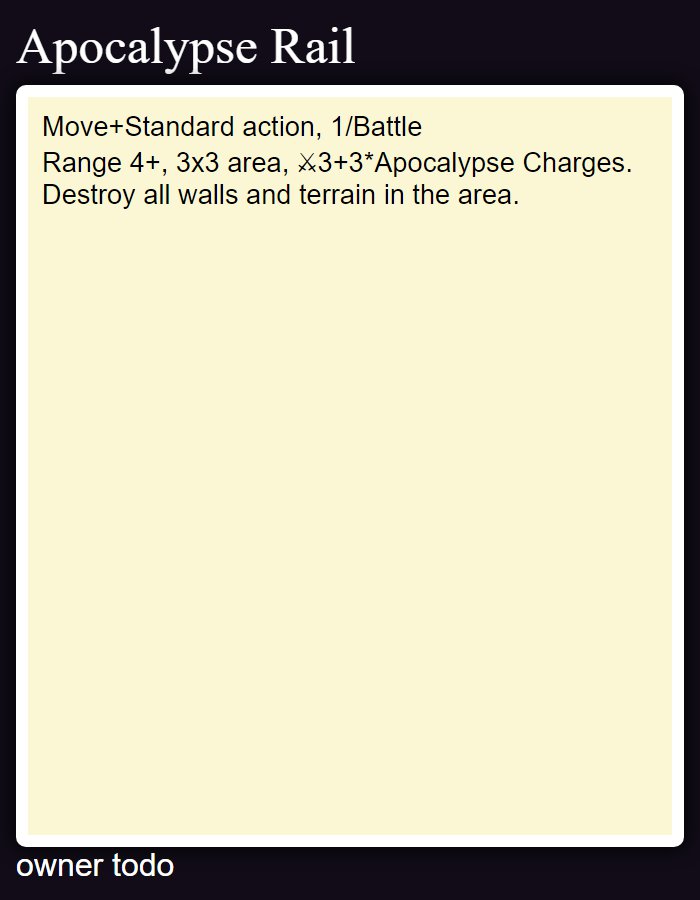 Apocalypse Rail
Move+Standard action, 1/Battle
Range 4+, 3x3 area, ⚔3+3*Apocalypse Charges.
Destroy all walls and terrain in the area.
owner todo